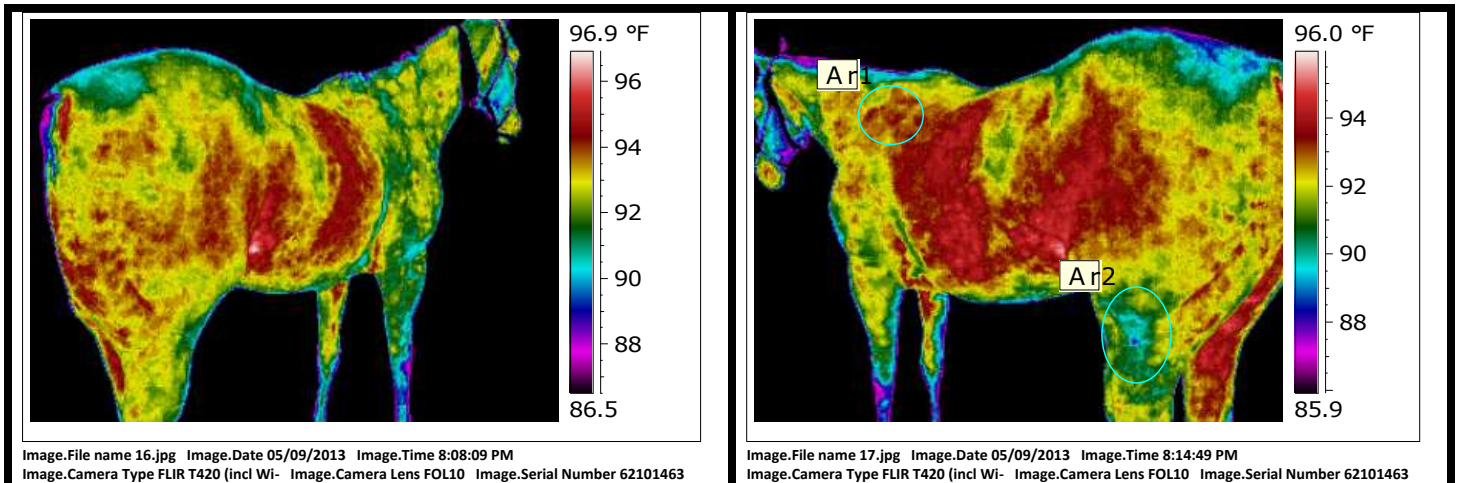 96.9 °F
96
94
92
90
88
86.5
Image.File name 16.jpg Image.Date 05/09/2013 Image.Time 8:08:09 PM
Image.Camera Type FLIR T420 (incl Wi- Image.Camera Lens FOL10 Image.Serial Number 62101463
Ar1
Ar2
96.0 °F
94
92
90
88
85.9
Image.File name 17.jpg Image.Date 05/09/2013 Image.Time 8:14:49 PM
Image.Camera Type FLIR T420 (incl Wi- Image.Camera Lens FOL10 Image.Serial Number 62101463